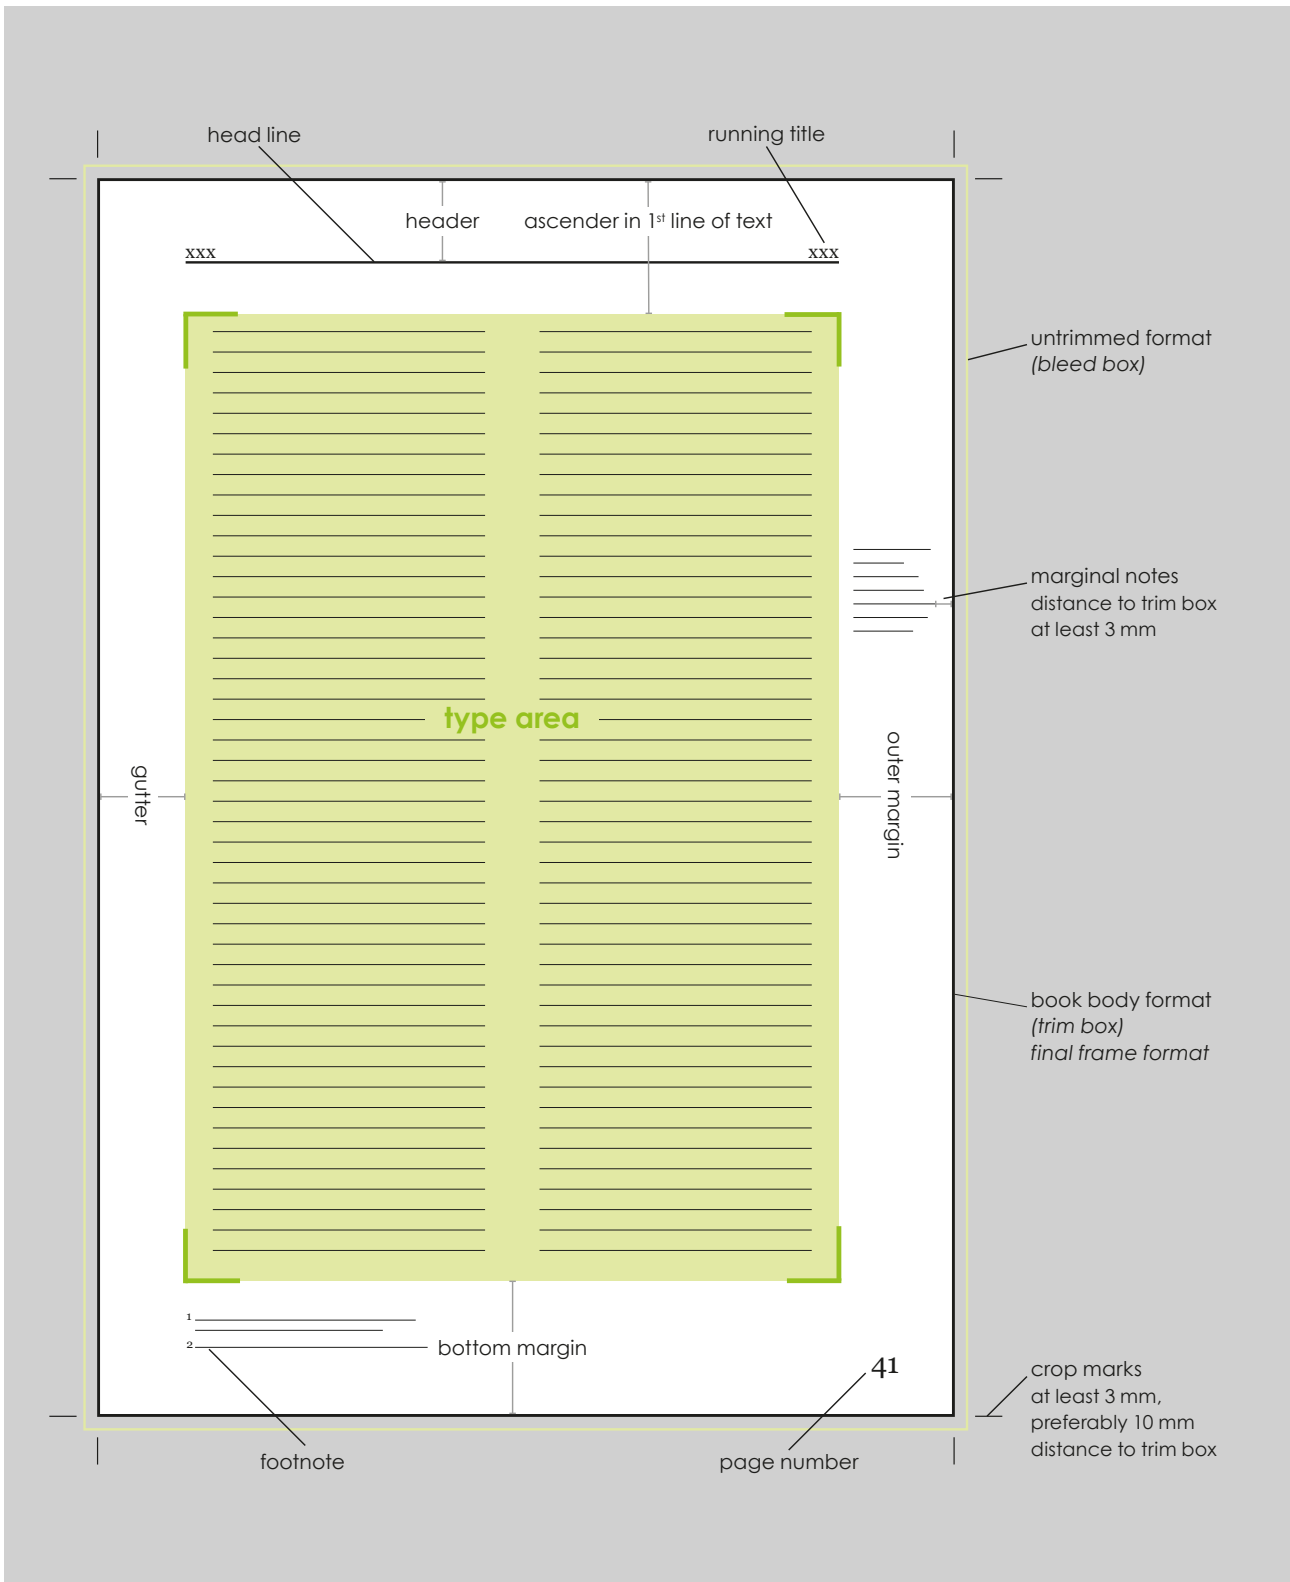 head line
running title
header
ascender in 1st line of text
xxx
xxx
untrimmed format
(bleed box)
marginal notes
distance to trim box
at least 3 mm
type area
gutter
outer margin
book body format
(trim box)
final frame format
1
2
bottom margin
41
crop marks
at least 3 mm,
preferably 10 mm
distance to trim box
footnote
page number